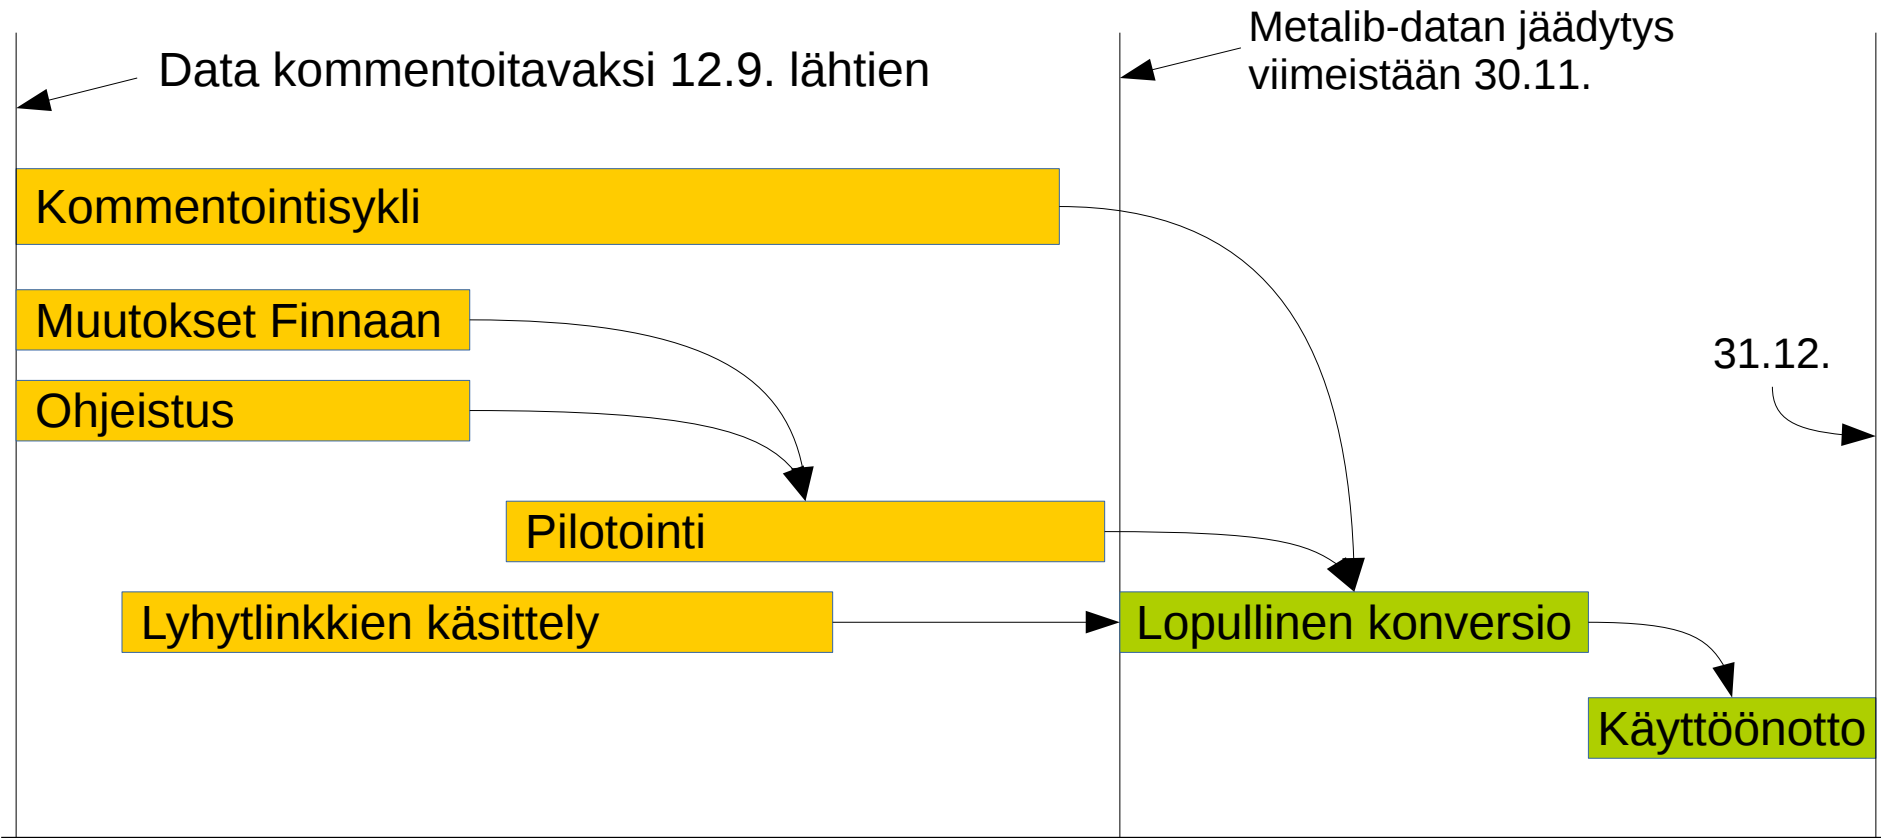 Data kommentoitavaksi 12.9. lähtien
Metalib-datan jäädytys
viimeistään 30.11.
Kommentointisykli
Muutokset Finnaan
31.12.
Ohjeistus
Pilotointi
Lyhytlinkkien käsittely
Lopullinen konversio
Käyttöönotto